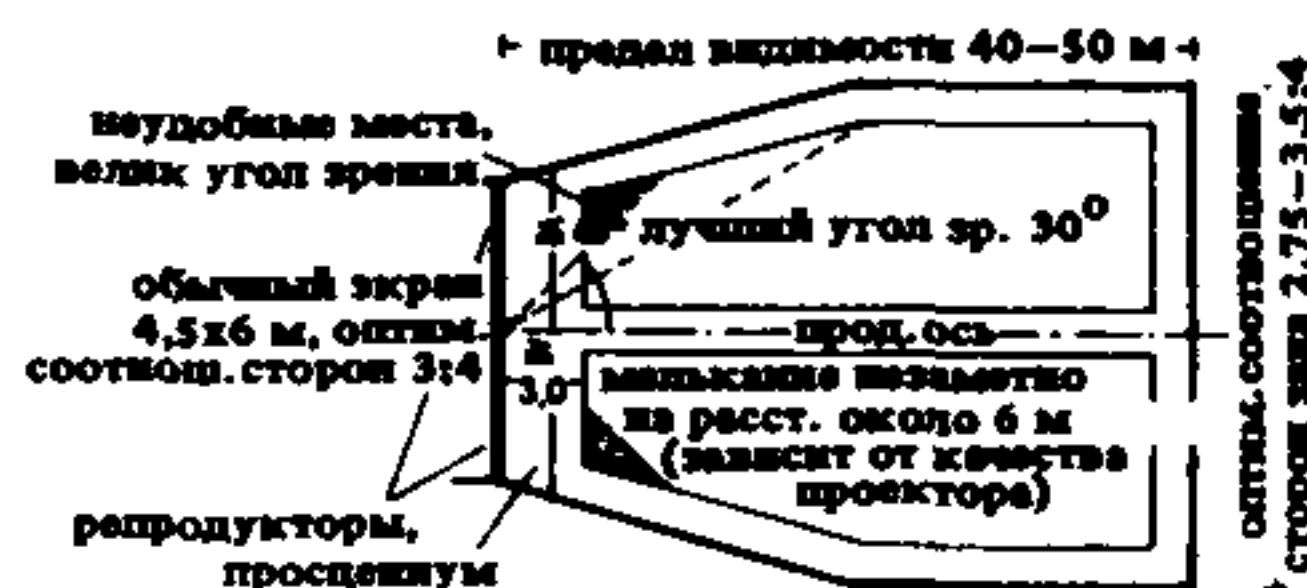 предел видимости 40—50 м
неудобные места,
велик угол зрения
лучший угол зр. 30°
обычный экран
4,5х6 м, оптим.
соотнош.сторон 3:4
прод. ось
3,0
мелькание незаметно
на расст. около 6 м
(зависит от качества
проектора)
репродукторы,
просцениум
оптим.соотношение
сторон зала 2,75—3,5:4